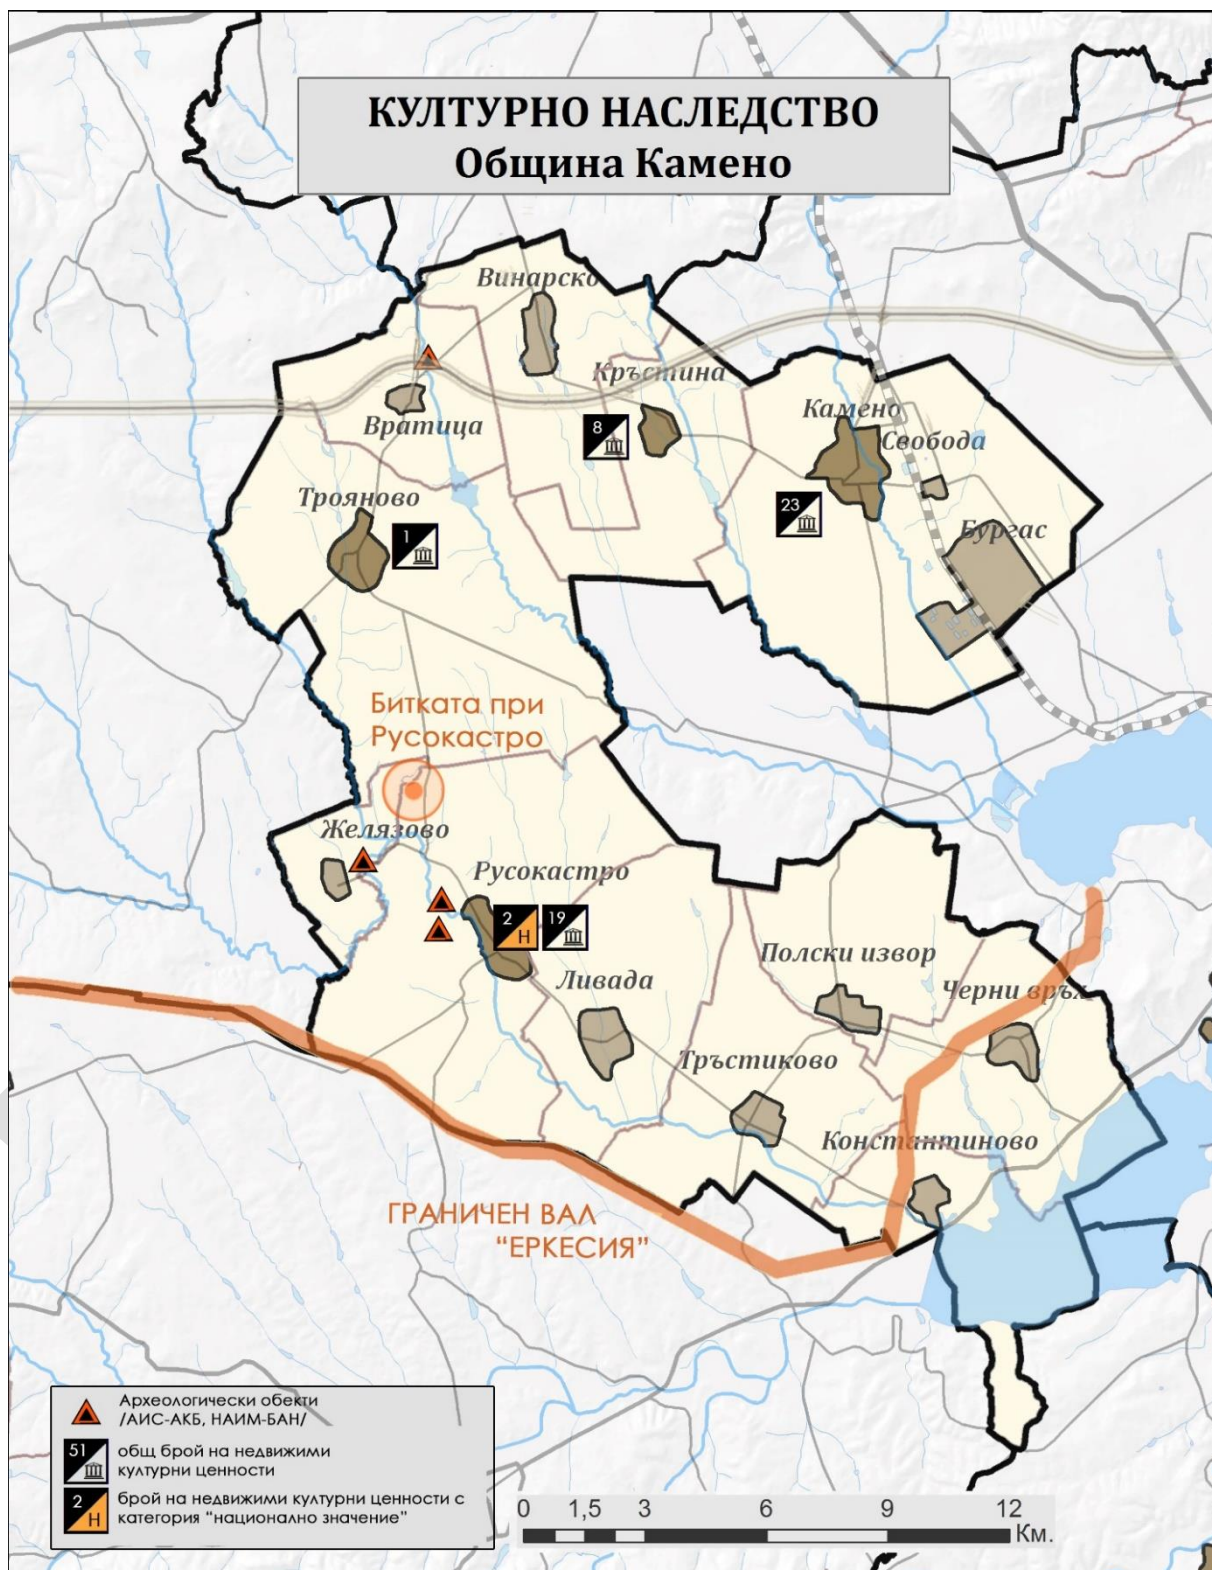 КУЛТУРНО НАСЛЕДСТВО
Община Камено
Винарско
Кръстина
Вратица
8
Камено
Свобода
23
Трояново
1
Бургас
Битката при
Русокастро
Желязово
Русокастро
2
Н
19
Ливада
Полски извор
Черни връх
Тръстиково
Константиново
ГРАНИЧЕН ВАЛ
“ЕРКЕСИЯ”
Археологически обекти
/АИС-АКБ, НАИМ-БАН/
51
общ брой на недвижими
културни ценности
2
Н
брой на недвижими културни ценности с
категория “национално значение”
0 1,5 3 6 9 12
Км.